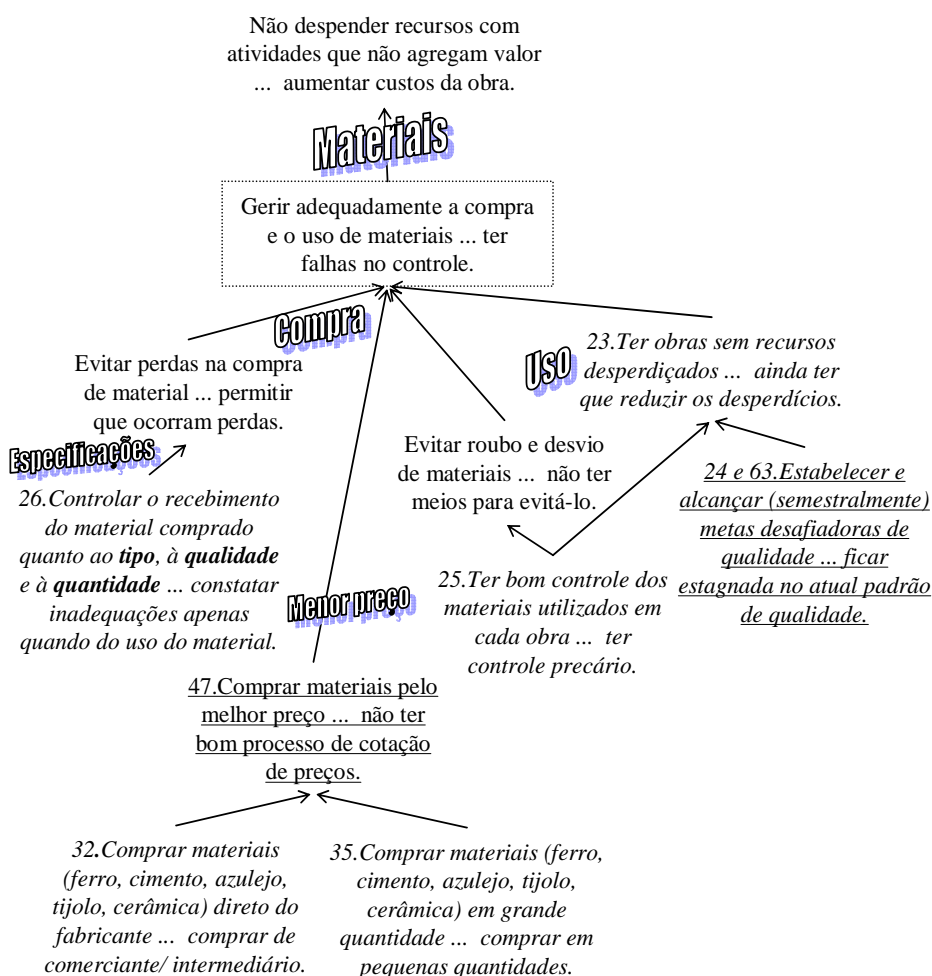 Não despender recursos com
atividades que não agregam valor
... aumentar custos da obra.
Materiais
Gerir adequadamente a compra
e o uso de materiais ... ter
falhas no controle.
Compra
Evitar perdas na compra
de material ... permitir
que ocorram perdas.
Uso
23.Ter obras sem recursos
desperdiçados ... ainda ter
que reduzir os desperdícios.
Especificações
26.Controlar o recebimento
do material comprado
quanto ao tipo, à qualidade
e à quantidade ... constatar
inadequações apenas
quando do uso do material.
Evitar roubo e desvio
de materiais ... não ter
meios para evitá-lo.
24 e 63.Estabelecer e
alcançar (semestralmente)
metas desafiadoras de
qualidade ... ficar
estagnada no atual padrão
de qualidade.
25.Ter bom controle dos
materiais utilizados em
cada obra ... ter
controle precário.
Menor preço
47.Comprar materiais pelo
melhor preço ... não ter
bom processo de cotação
de preços.
32.Comprar materiais
(ferro, cimento, azulejo,
tijolo, cerâmica) direto do
fabricante ... comprar de
comerciante/ intermediário.
35.Comprar materiais (ferro,
cimento, azulejo, tijolo,
cerâmica) em grande
quantidade ... comprar em
pequenas quantidades.